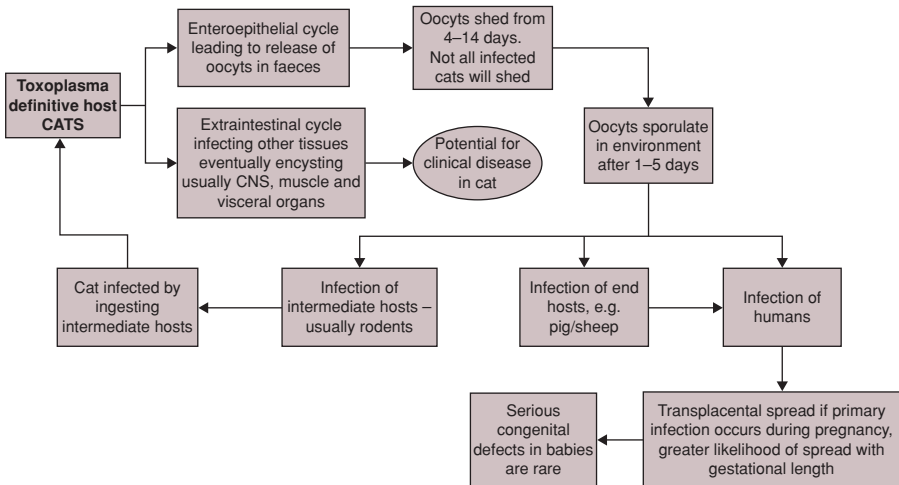 Enteroepithelial cycle
leading to release of
oocyts in faeces
Oocyts shed from
4–14 days.
Not all infected
cats will shed
Toxoplasma
definitive host
CATS
Extraintestinal cycle
infecting other tissues
eventually encysting
usually CNS, muscle and
visceral organs
Potential for
clinical disease
in cat
Oocyts sporulate
in environment
after 1–5 days
Cat infected by
ingesting
intermediate hosts
Infection of
intermediate hosts –
usually rodents
Infection of end
hosts, e.g.
pig/sheep
Infection of
humans
Serious
congenital
defects in babies
are rare
Transplacental spread if primary
infection occurs during pregnancy,
greater likelihood of spread with
gestational length